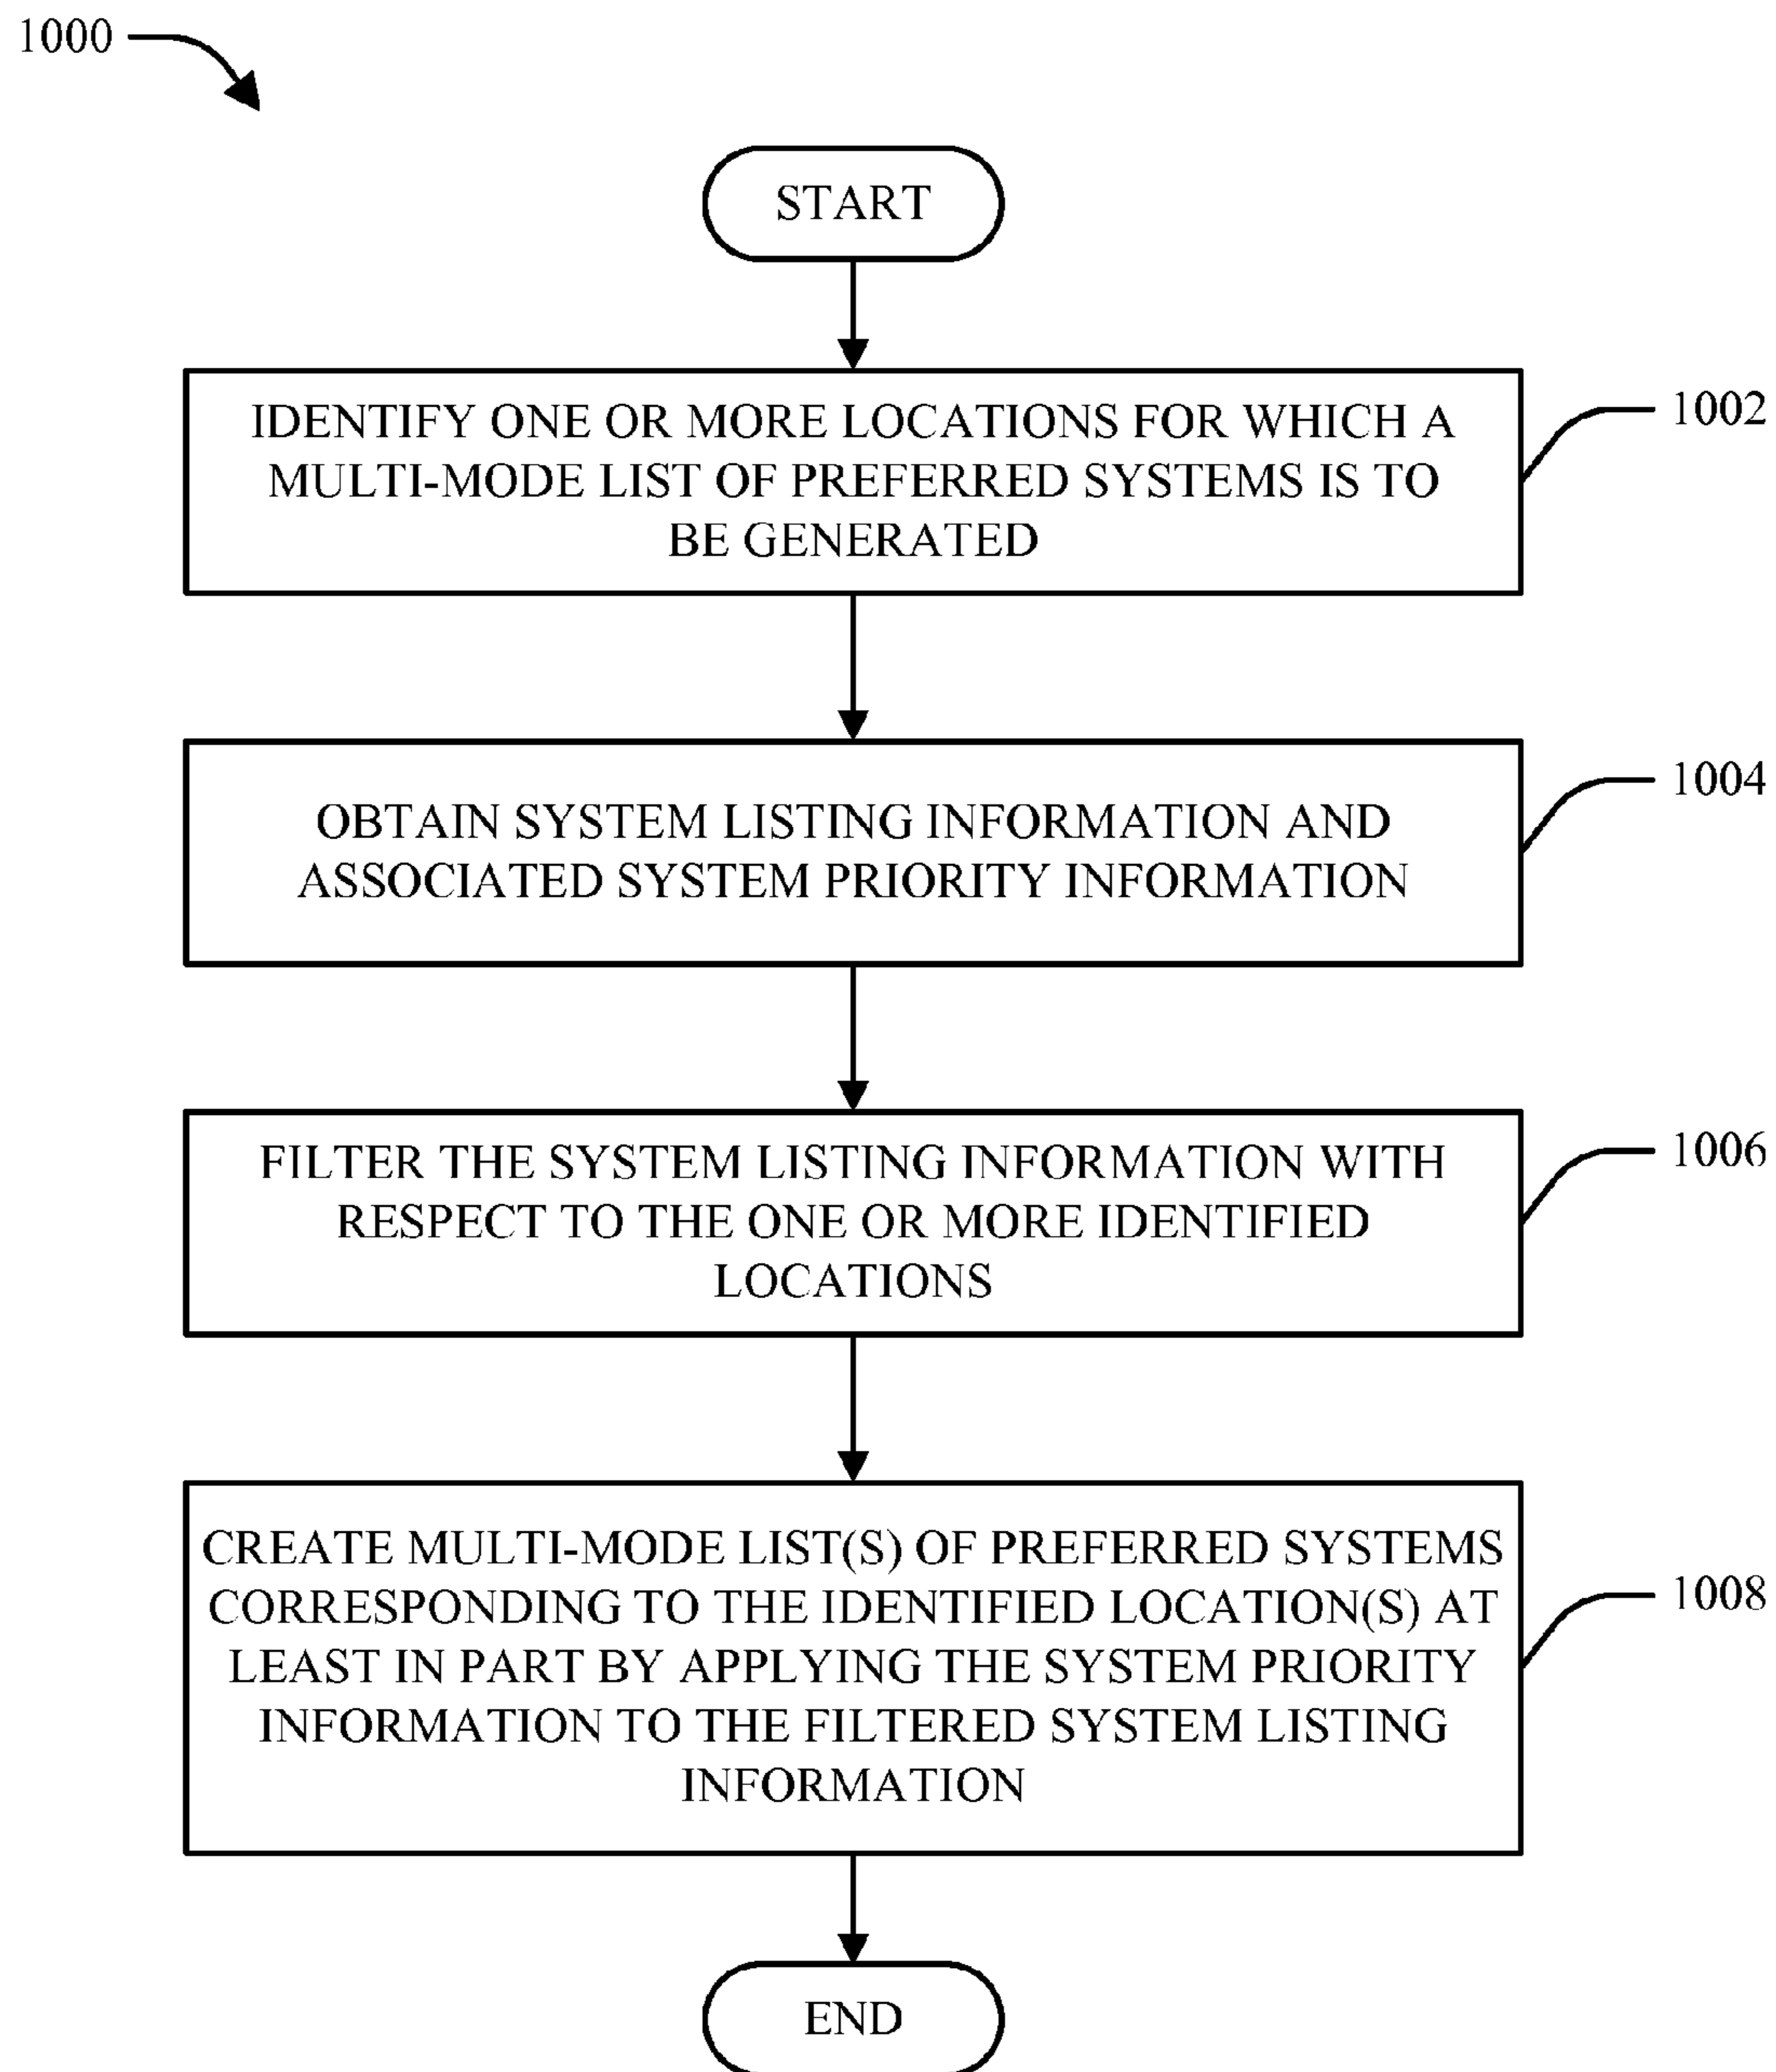 1000
START
IDENTIFY ONE OR MORE LOCATIONS FOR WHICH A
MULTI-MODE LIST OF PREFERRED SYSTEMS IS TO
BE GENERATED
1002
OBTAIN SYSTEM LISTING INFORMATION AND
ASSOCIATED SYSTEM PRIORITY INFORMATION
1004
FILTER THE SYSTEM LISTING INFORMATION WITH
RESPECT TO THE ONE OR MORE IDENTIFIED
LOCATIONS
1006
CREATE MULTI-MODE LIST(S) OF PREFERRED SYSTEMS
CORRESPONDING TO THE IDENTIFIED LOCATION(S) AT
LEAST IN PART BY APPLYING THE SYSTEM PRIORITY
INFORMATION TO THE FILTERED SYSTEM LISTING
INFORMATION
1008
END